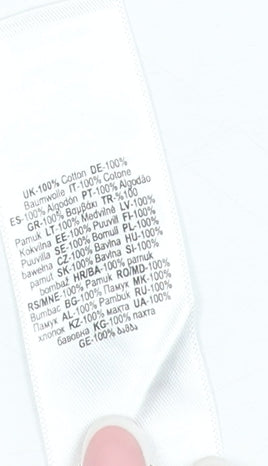 UK-100% Cotton DE-100%
Baumwolle IT-100% Cotone
ES-100% Algodón PT-100% Algodão
GR-100% Βαμβάκι TR-%100
Pamuk LT-100% Medvilnė LV-100%
Kokvilna EE-100% Puuvill FI-100%
Puuvilla SE-100% Bomull PL-100%
bawełna CZ-100% Bavlna HU-100%
pamut SK-100% Bavlna SI-100%
bombaž HR/BA-100% pamuk
RS/MNE-100% Pamuk RO/MD-100%
Bumbac BG-100% Памук MK-100%
Памук AL-100% Pambuk RU-100%
хлопок KZ-100% мақта UA-100%
бавовна KG-100% пахта
GE-100% ბამბა